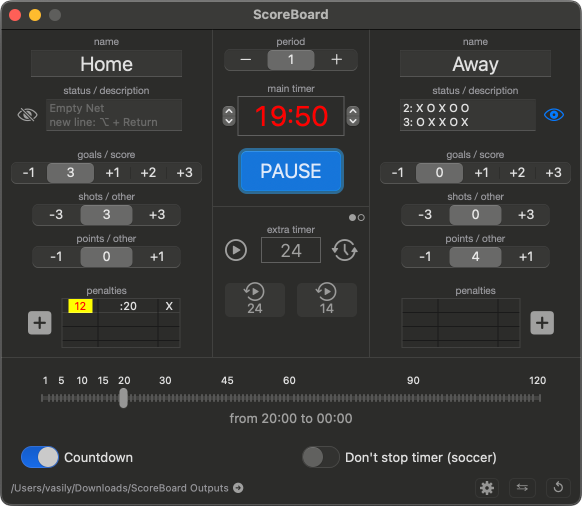 ScoreBoard
name
Home
status / description
Empty Net
new line: ⌥ + Return
goals / score
-1 3 +1 +2 +3
shots / other
-3 3 +3
points / other
-1 0 +1
penalties
+ 12 :20 X
period
− 1 +
main timer
19:50
PAUSE
extra timer
24
24 14
name
Away
status / description
2: X O X O O
3: O X X O X
goals / score
-1 0 +1 +2 +3
shots / other
-3 0 +3
points / other
-1 4 +1
penalties
+
1 5 10 15 20 30 45 60 90 120
from 20:00 to 00:00
Countdown Don't stop timer (soccer)
/Users/vasily/Downloads/ScoreBoard Outputs